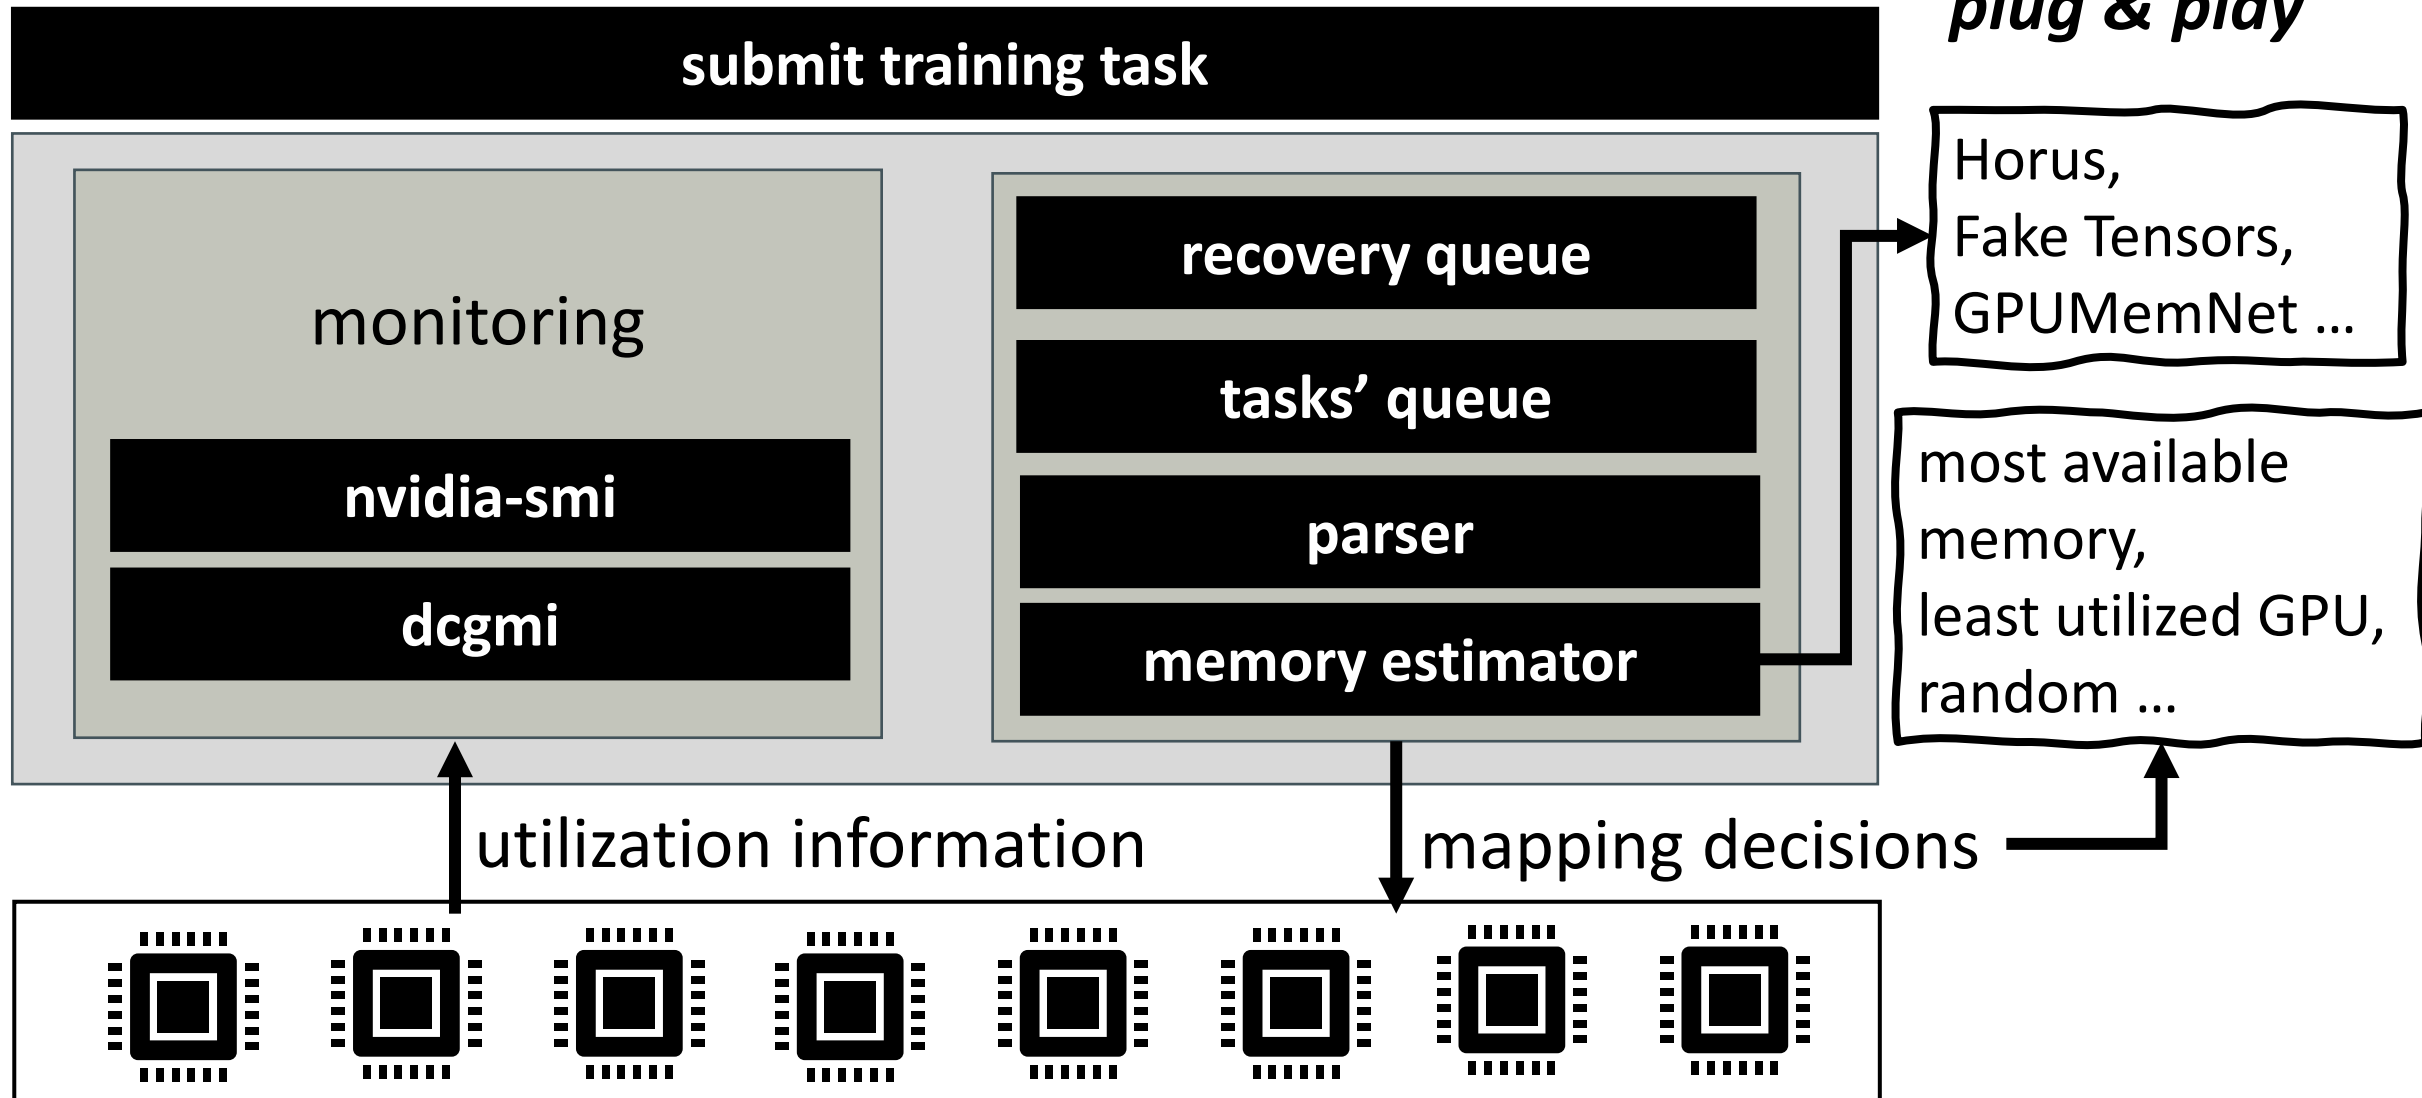 plug & play
submit training task
monitoring
nvidia-smi
dcgmi
recovery queue
tasks’ queue
parser
memory estimator
Horus,
Fake Tensors,
GPUMemNet ...
most available
memory,
least utilized GPU,
random ...
utilization information
mapping decisions